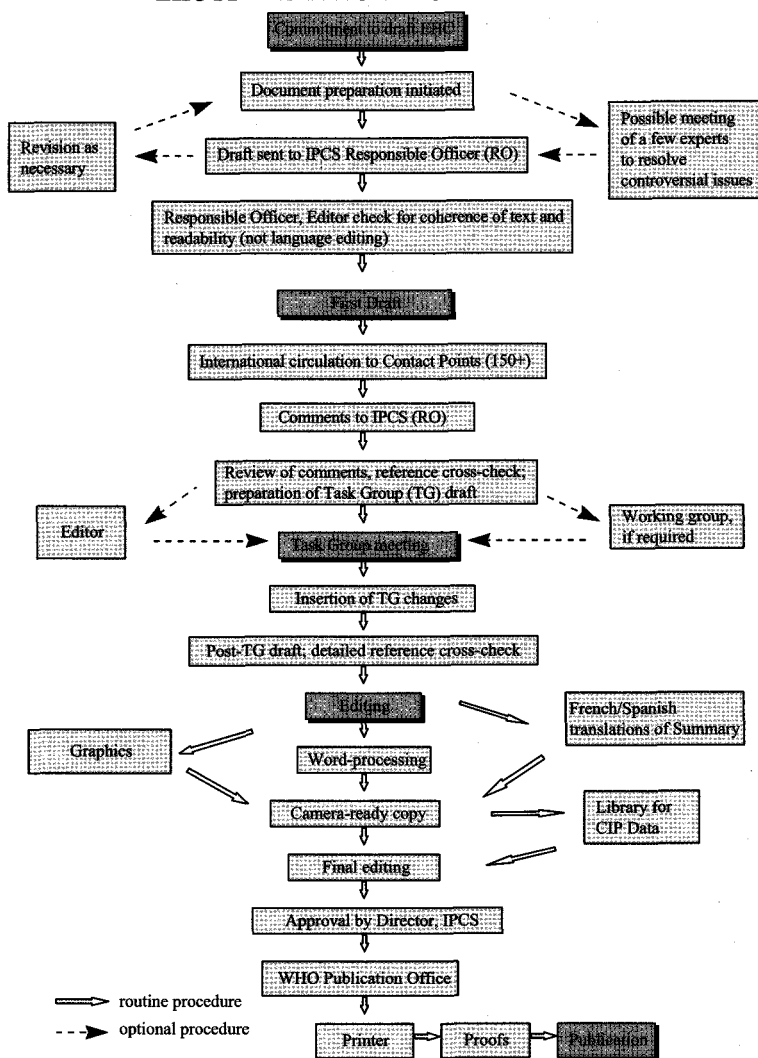 Commitment to draft EHC
Document preparation initiated
Revision as
necessary
Draft sent to IPCS Responsible Officer (RO)
Possible meeting
of a few experts
to resolve
controversial issues
Responsible Officer, Editor check for coherence of text and
readability (not language editing)
First Draft
International circulation to Contact Points (150+)
Comments to IPCS (RO)
Review of comments, reference cross-check;
preparation of Task Group (TG) draft
Editor
Task Group meeting
Working group,
if required
Insertion of TG changes
Post-TG draft; detailed reference cross-check
Editing
French/Spanish
translations of Summary
Graphics
Word-processing
Camera-ready copy
Library for
CIP Data
Final editing
Approval by Director, IPCS
WHO Publication Office
routine procedure
optional procedure
Printer
Proofs
Publication